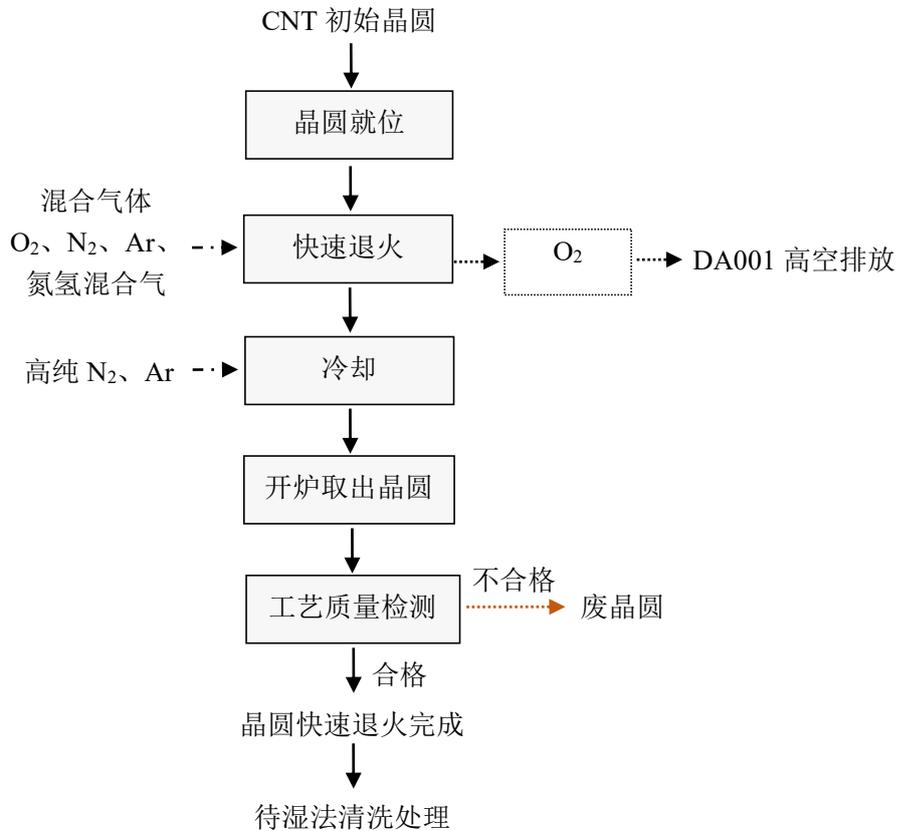 CNT 初始晶圆
晶圆就位
混合气体
O₂、N₂、Ar、
氮氢混合气
快速退火
O₂
DA001 高空排放
高纯 N₂、Ar
冷却
开炉取出晶圆
工艺质量检测
不合格
废晶圆
合格
晶圆快速退火完成
待湿法清洗处理